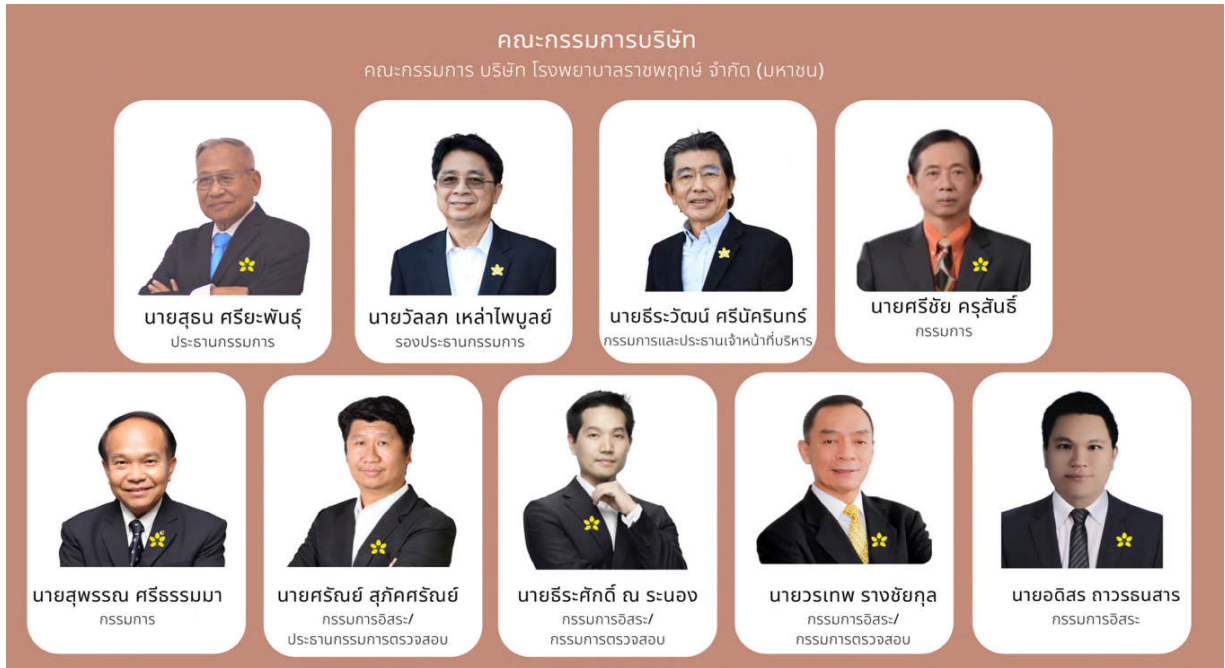 คณะกรรมการบริษัท
คณะกรรมการ บริษัท โรงพยาบาลราชพฤกษ์ จำกัด (มหาชน)
นายสุธน ศรียะพันธุ์
ประธานกรรมการ
นายวัลลภ เหล่าไพบูลย์
รองประธานกรรมการ
นายธีระวัฒน์ ศรีนัครินทร์
กรรมการและประธานเจ้าหน้าที่บริหาร
นายศรีชัย ครุสันธิ์
กรรมการ
นายสุพรรณ ศรีธรรมมา
กรรมการ
นายศรัณย์ สุภัคศรัณย์
กรรมการอิสระ/
ประธานกรรมการตรวจสอบ
นายธีระศักดิ์ ณ ระนอง
กรรมการอิสระ/
กรรมการตรวจสอบ
นายวรเทพ รางชัยกุล
กรรมการอิสระ/
กรรมการตรวจสอบ
นายอดิสร ถาวรธนสาร
กรรมการอิสระ